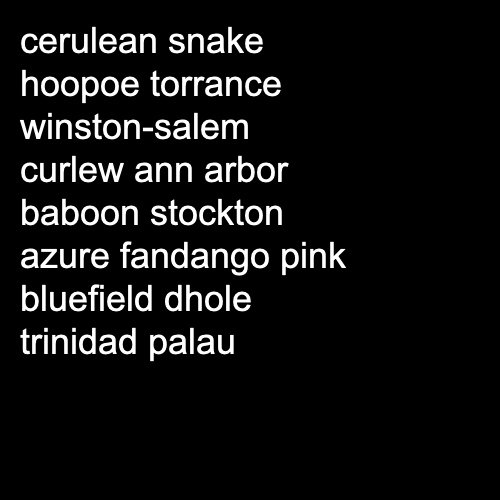 cerulean snake
hoopoe torrance
winston-salem
curlew ann arbor
baboon stockton
azure fandango pink
bluefield dhole
trinidad palau